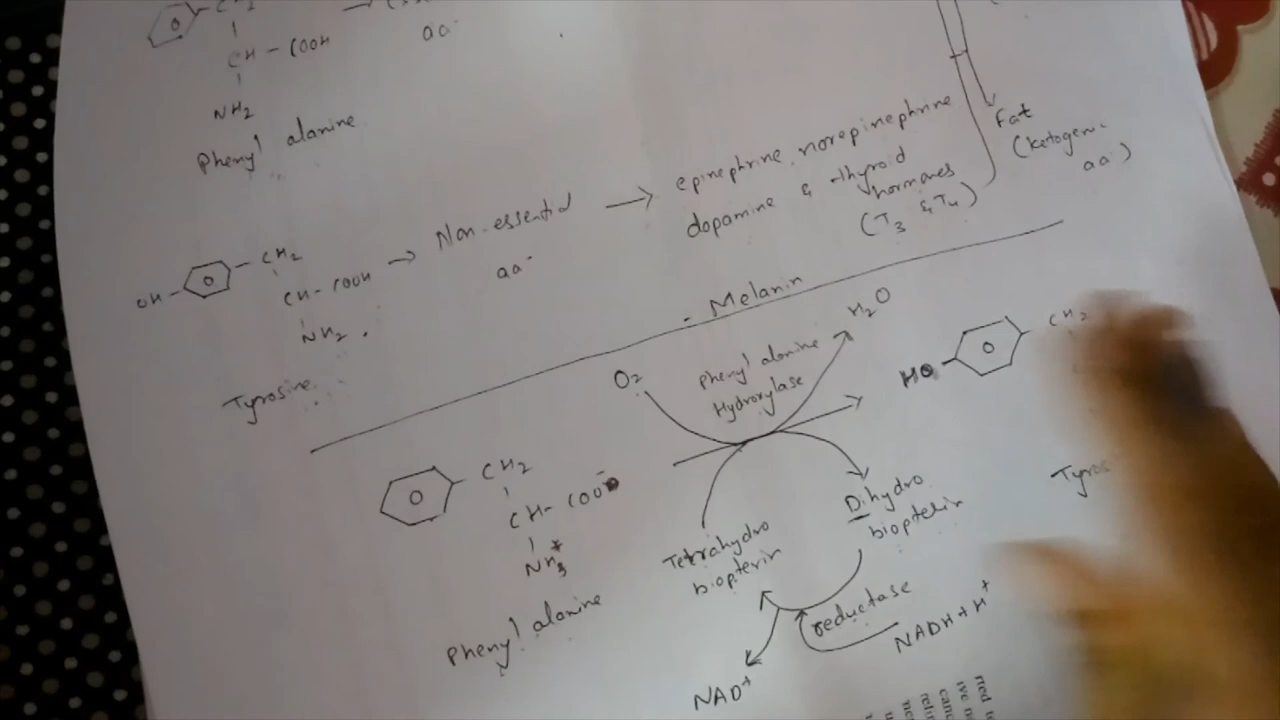 CH2
CH - COOH
aa
NH2
Phenyl alanine
OH
CH2
CH - COOH
NH2
Tyrosine
Non-essential
aa
epinephrine, norepinephrine
dopamine & thyroid
hormones
(T3 & T4)
- Melanin
Fat
(ketogenic
aa)
O2
Phenyl alanine
Hydroxylase
H2O
CH2
CH - COO-
NH3+
Phenyl alanine
HO
CH2
Tyros
Tetrahydro
biopterin
Dihydro
biopterin
reductase
NADH + H+
NAD+